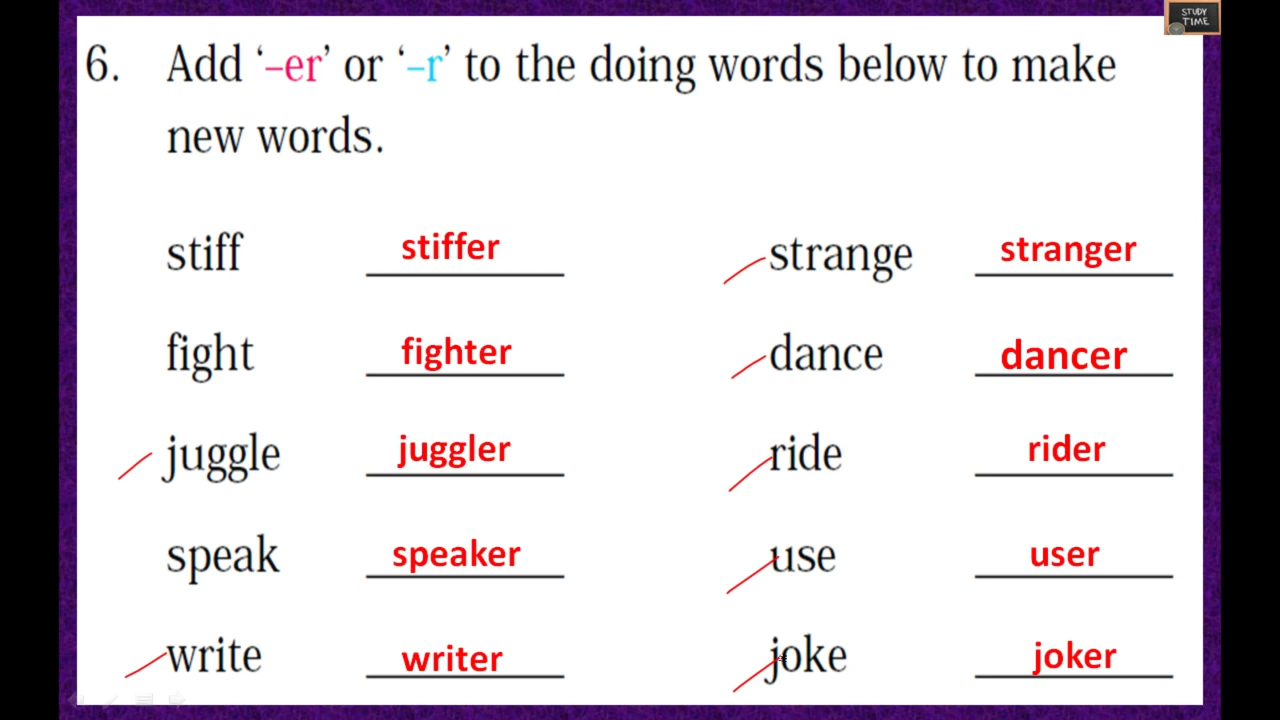 STUDY
TIME
6. Add ‘–er’ or ‘–r’ to the doing words below to make
new words.
stiff stiffer strange stranger
fight fighter dance dancer
juggle juggler ride rider
speak speaker use user
write writer joke joker